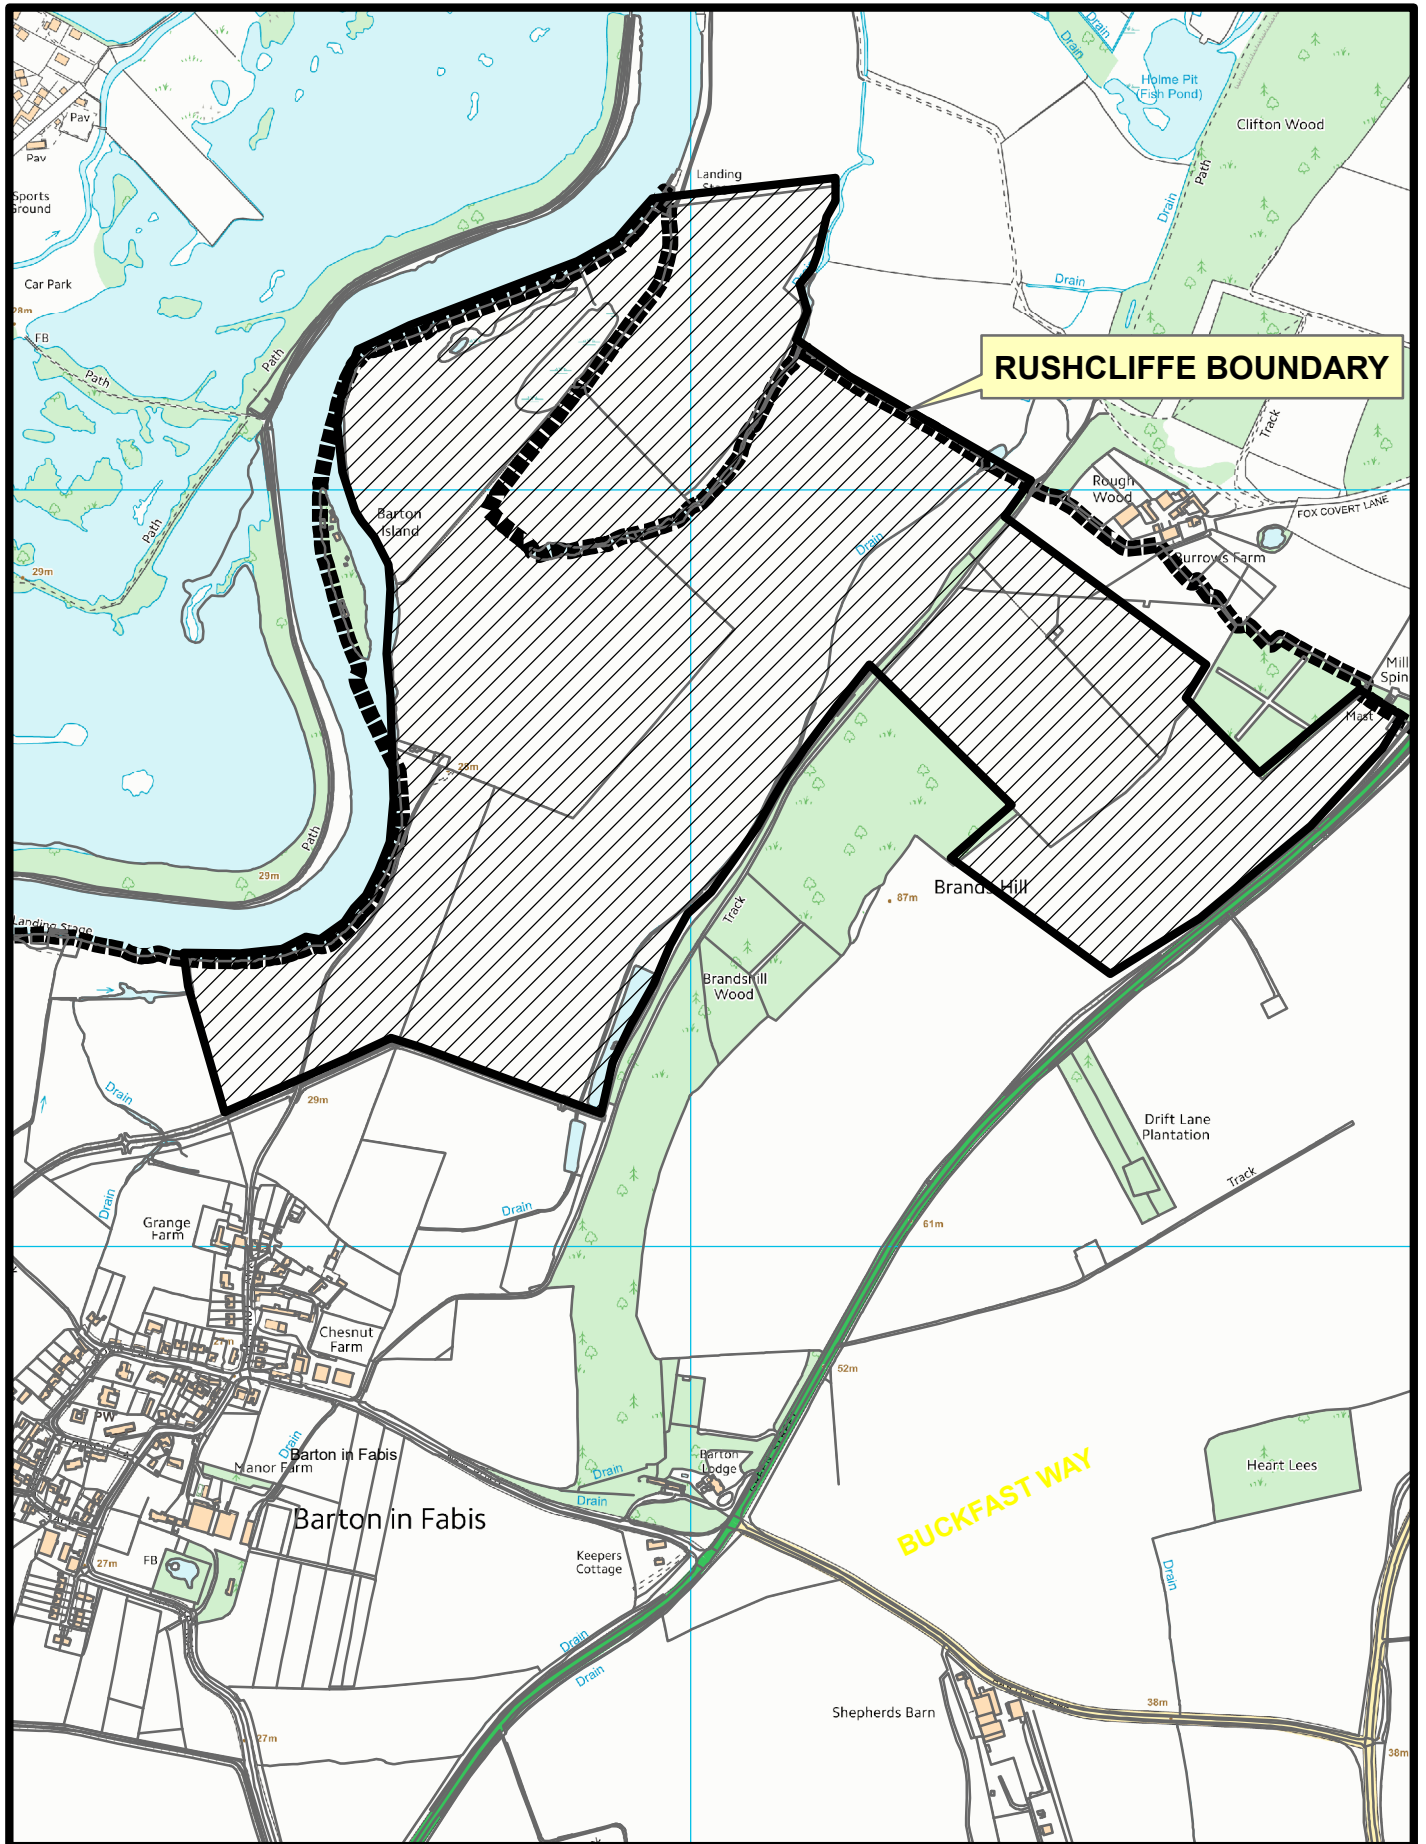 Drain
Drain
Holme Pit
(Fish Pond)
Clifton Wood
Pav
Pav
Sports
Ground
Landing
Path
Drain
Car Park
28m
FB
Drain
Drain
RUSHCLIFFE BOUNDARY
Path
Path
Track
Rough
Wood
FOX COVERT LANE
Barton
Island
Path
Drain
Burrows Farm
29m
Mill
Spin
Mast
28m
Path
29m
Brands Hill
87m
Landing Stage
Track
Brandshill
Wood
Drain
29m
Drift Lane
Plantation
Track
Drain
Drain
Grange
Farm
61m
Chesnut
Farm
27m
52m
PW
Barton in Fabis
Manor Farm
Drain
Barton
Lodge
Drain
Drain
Heart Lees
BUCKFAST WAY
Barton in Fabis
FB
27m
Keepers
Cottage
Drain
Drain
Drain
38m
Shepherds Barn
27m
38m